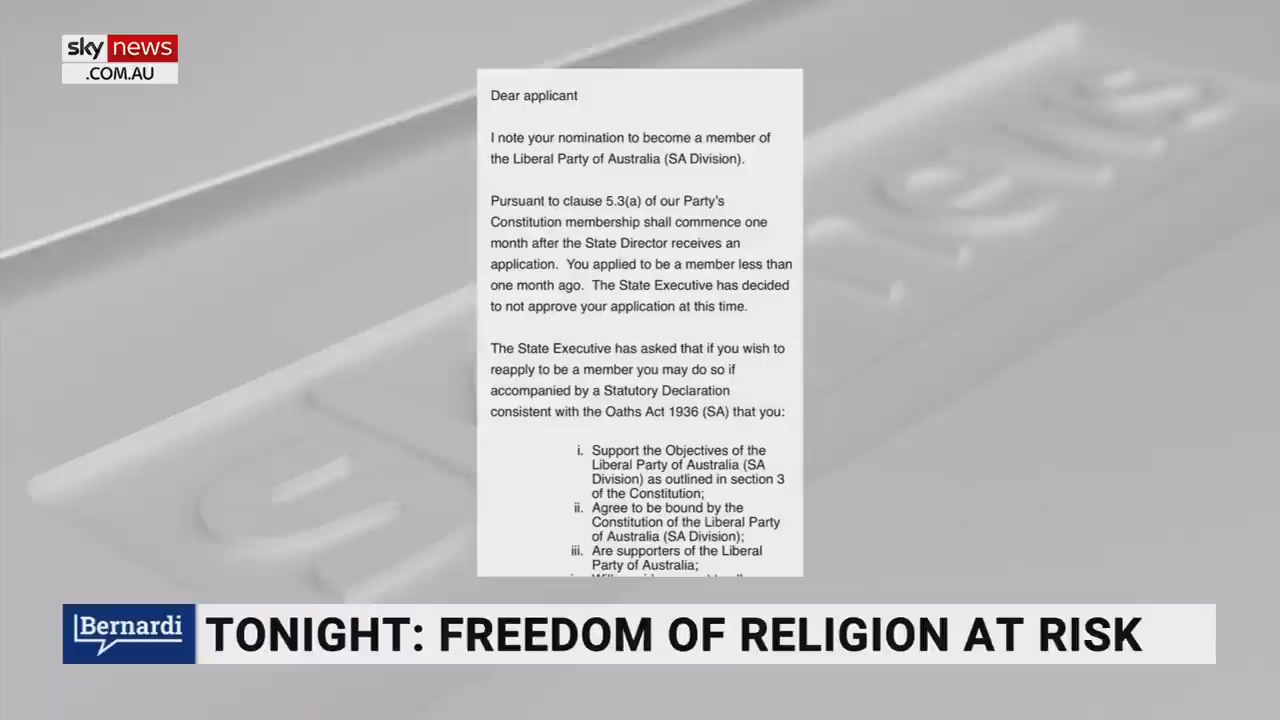 sky news
.COM.AU
Dear applicant
I note your nomination to become a member of
the Liberal Party of Australia (SA Division).
Pursuant to clause 5.3(a) of our Party's
Constitution membership shall commence one
month after the State Director receives an
application.  You applied to be a member less than
one month ago.  The State Executive has decided
to not approve your application at this time.
The State Executive has asked that if you wish to
reapply to be a member you may do so if
accompanied by a Statutory Declaration
consistent with the Oaths Act 1936 (SA) that you:
i. Support the Objectives of the
Liberal Party of Australia (SA
Division) as outlined in section 3
of the Constitution;
ii. Agree to be bound by the
Constitution of the Liberal Party
of Australia (SA Division);
iii. Are supporters of the Liberal
Party of Australia;
Bernardi
TONIGHT: FREEDOM OF RELIGION AT RISK